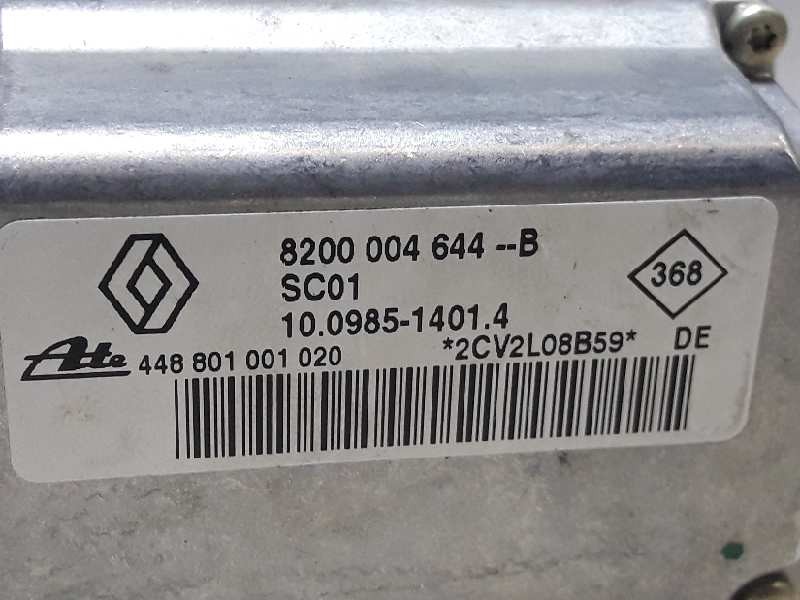 8200 004 644 --B
SC01
368
10.0985-1401.4
Ate 448 801 001 020 *2CV2L08B59* DE